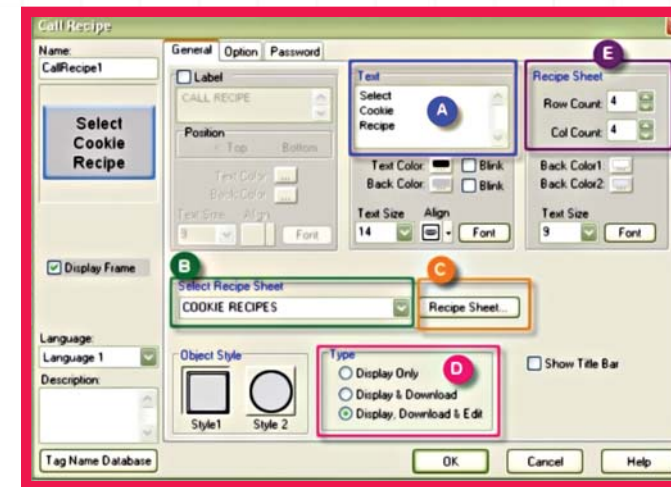 Call Recipe
Name:
CallRecipe1
Select
Cookie
Recipe
Display Frame
Language:
Language 1
Description:
Tag Name Database
General Option Password
Label
CALL RECIPE
Position
Top Bottom
Text Color ...
Back Color ...
Text Size Align
9 Font
Text
Select
Cookie
Recipe
A
Text Color Blink
Back Color Blink
Text Size Align
14 Font
E
Recipe Sheet
Row Count: 4
Col Count: 4
Back Color1: ...
Back Color2: ...
Text Size
9 Font
B
Select Recipe Sheet
COOKIE RECIPES
C
Recipe Sheet...
Object Style
Style1 Style 2
Type
D
Display Only
Display & Download
Display, Download & Edit
Show Title Bar
OK Cancel Help